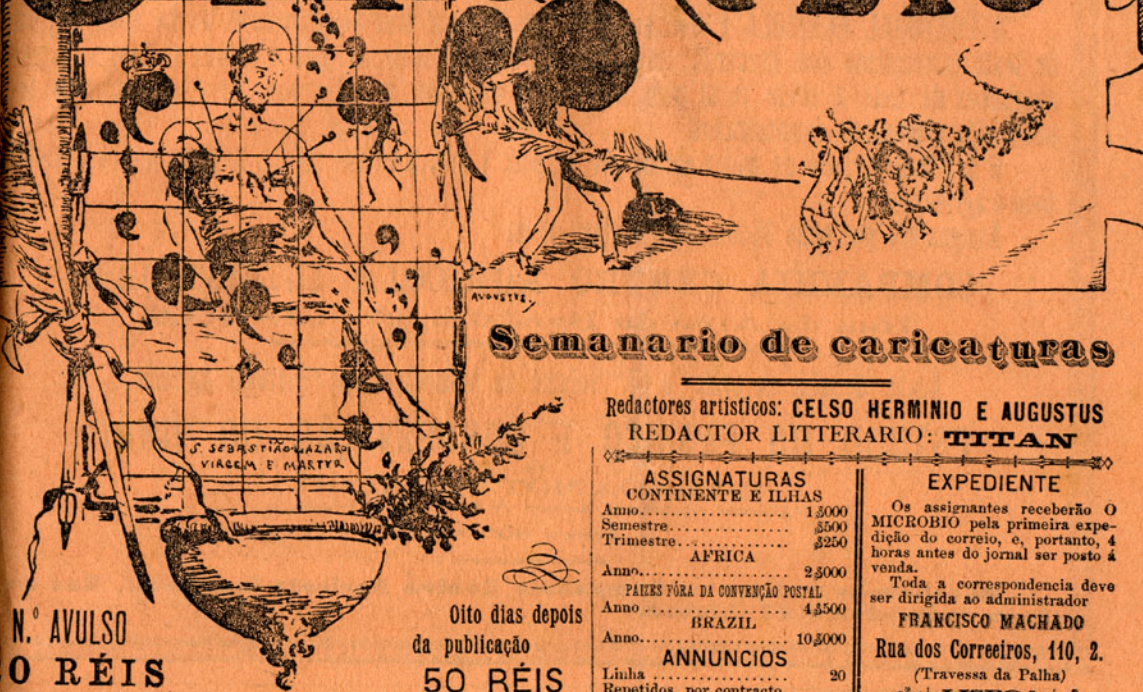 AUGUSTUS,
Semanario de caricaturas
Redactores artisticos: CELSO HERMINIO E AUGUSTUS
REDACTOR LITTERARIO: TITAN
S. SEBASTIÃO LAZARO
VIRGEM E MARTYR
N.º AVULSO
0 RÉIS
Oito dias depois
da publicação
50 RÉIS
ASSIGNATURAS
CONTINENTE E ILHAS
Anno.................... 1$000
Semestre................ $500
Trimestre............... $250
AFRICA
Anno.................... 2$000
PAIZES FÓRA DA CONVENÇÃO POSTAL
Anno .................... 4$500
BRAZIL
Anno.................... 10$000
ANNUNCIOS
Linha .................... 20
Repetidos, por contracto
EXPEDIENTE
Os assignantes receberão O
MICROBIO pela primeira expe-
dição do correio, e, portanto, 4
horas antes do jornal ser posto á
venda.
Toda a correspondencia deve
ser dirigida ao administrador
FRANCISCO MACHADO
Rua dos Correeiros, 110, 2.
(Travessa da Palha)